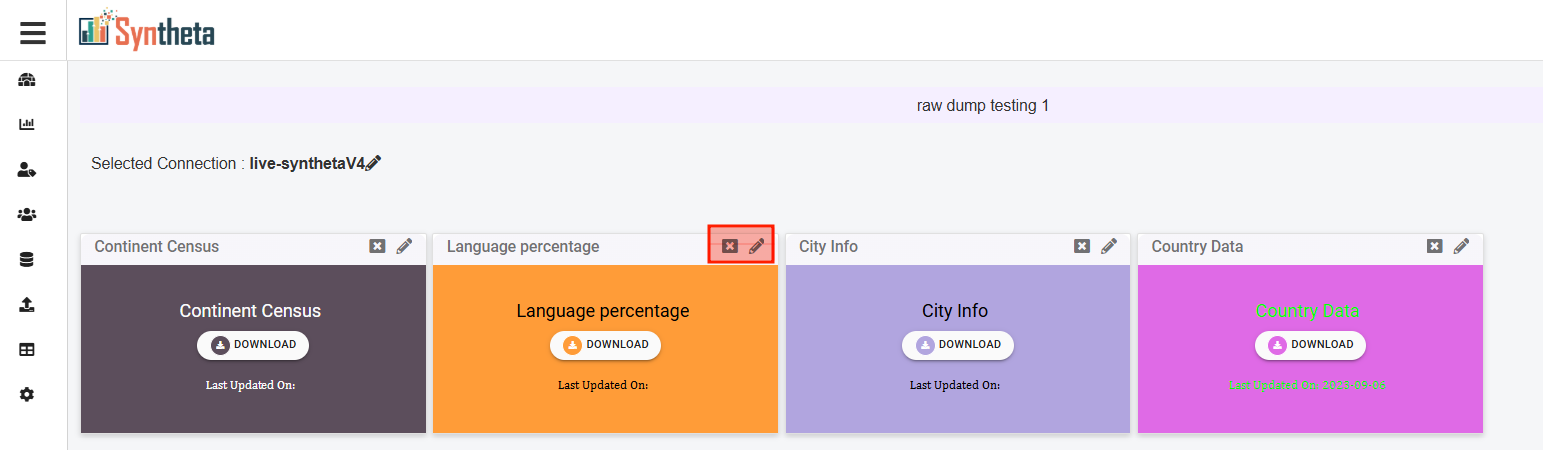 Syntheta
raw dump testing 1
Selected Connection : live-synthetaV4
Continent Census
Language percentage
City Info
Country Data
Continent Census
DOWNLOAD
Last Updated On:
Language percentage
DOWNLOAD
Last Updated On:
City Info
DOWNLOAD
Last Updated On:
Country Data
DOWNLOAD
Last Updated On: 2023-09-06